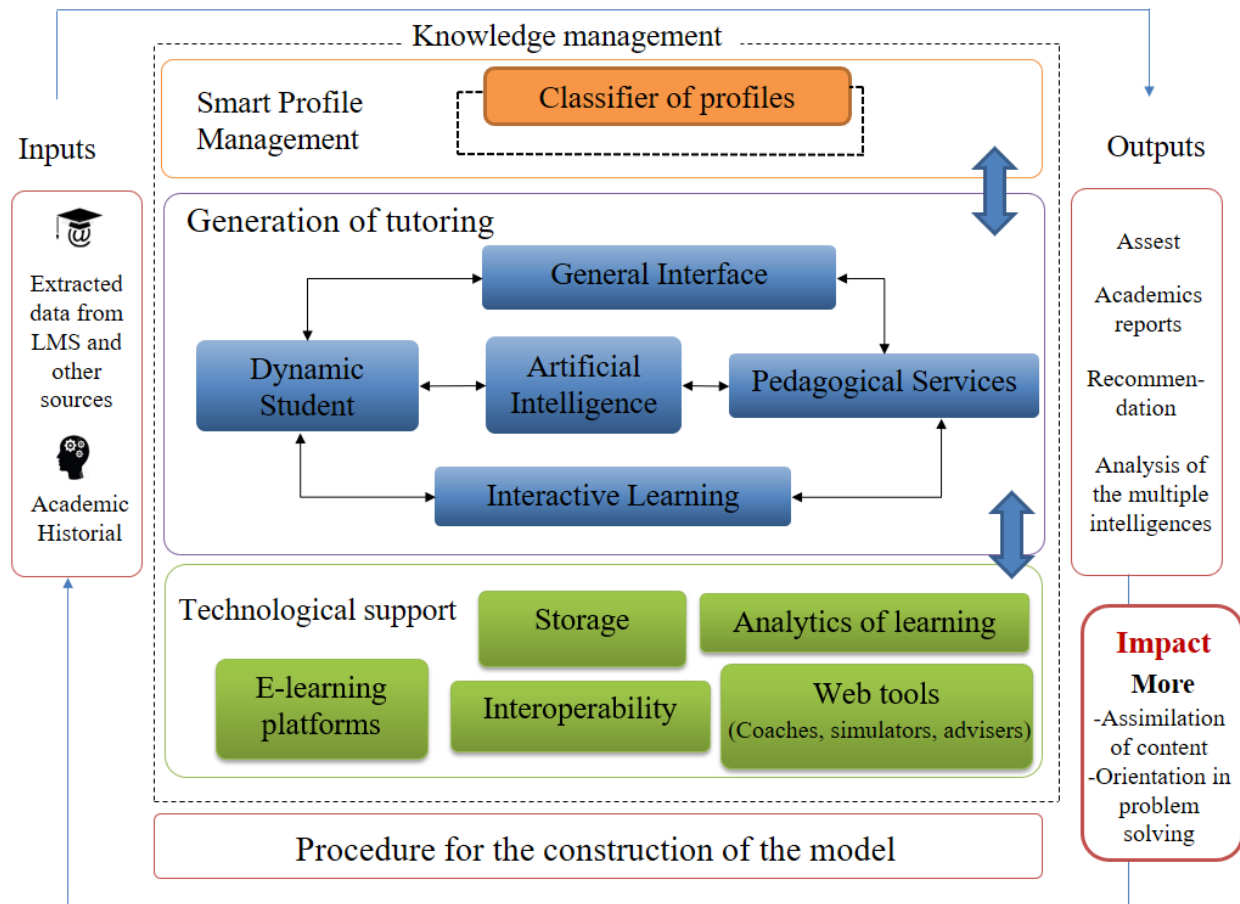 Knowledge management
Smart Profile
Management
Classifier of profiles
Inputs
@
Extracted
data from
LMS and
other
sources
Academic
Historial
Generation of tutoring
General Interface
Dynamic
Student
Artificial
Intelligence
Pedagogical Services
Interactive Learning
Technological support
Storage
Analytics of learning
E-learning
platforms
Interoperability
Web tools
(Coaches, simulators, advisers)
Procedure for the construction of the model
Outputs
Assest
Academics
reports
Recommen-
dation
Analysis of
the multiple
intelligences
Impact
More
-Assimilation
of content
-Orientation in
problem
solving